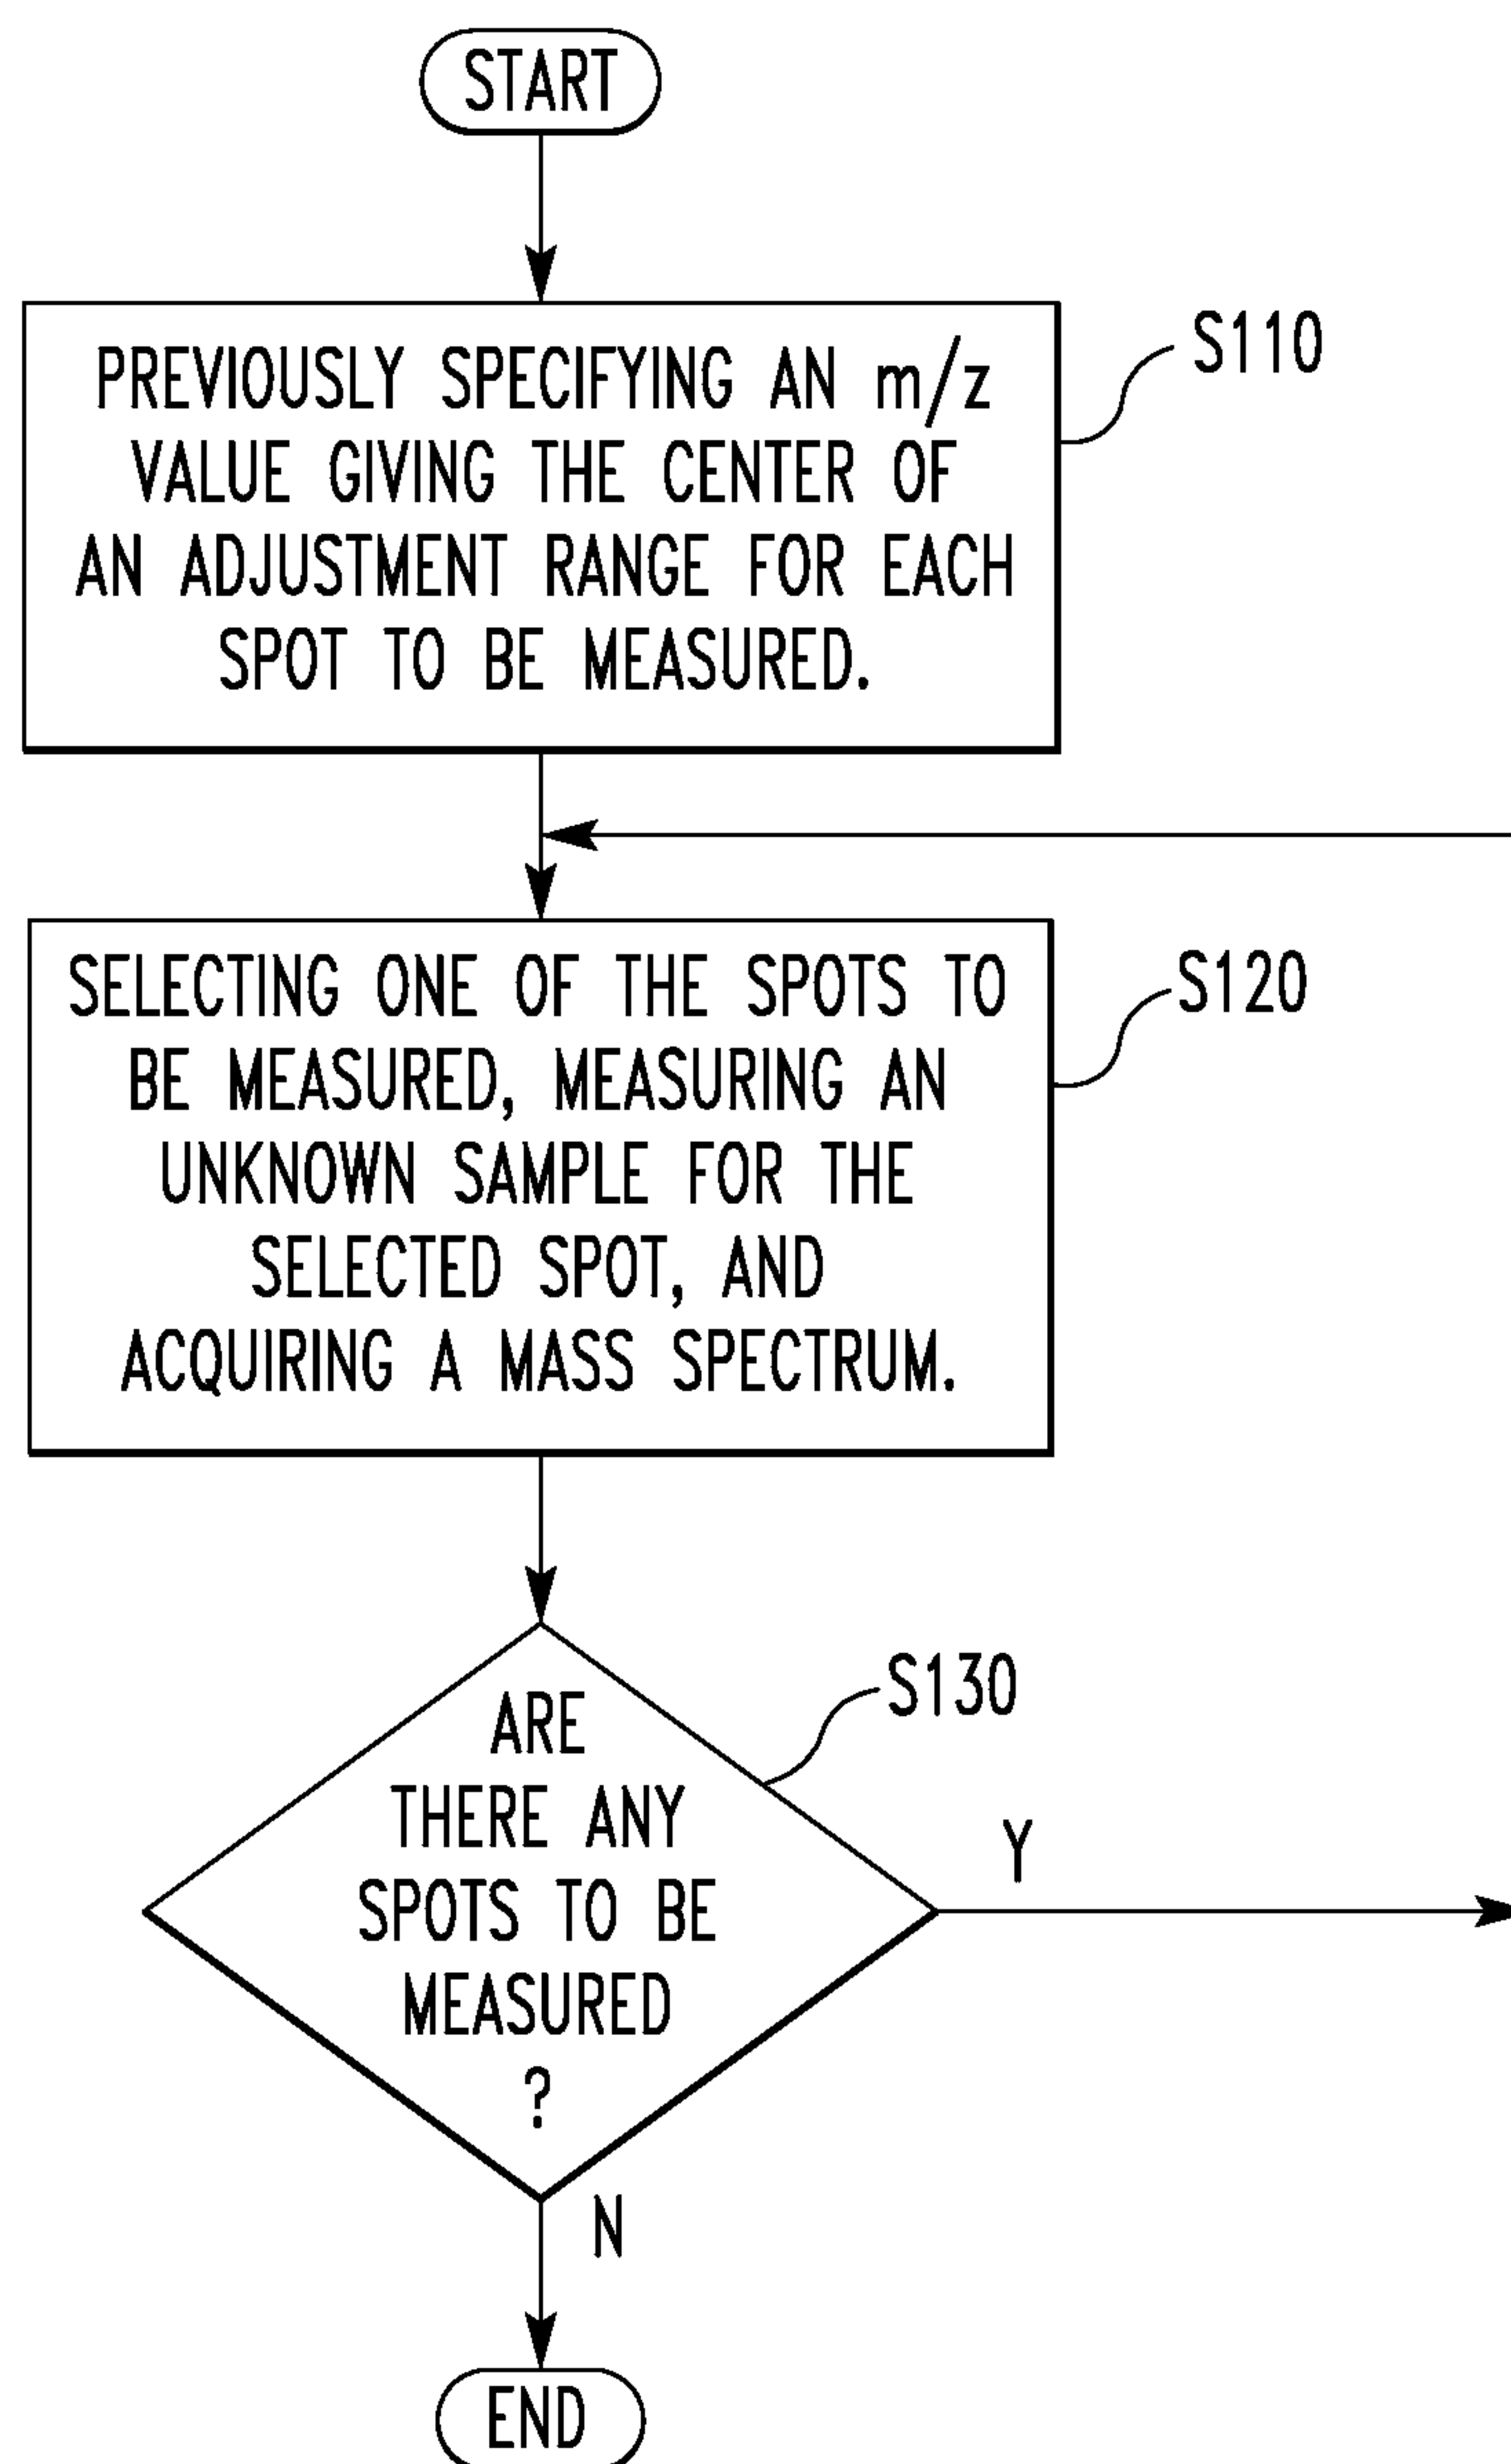 START
PREVIOUSLY SPECIFYING AN m/z
VALUE GIVING THE CENTER OF
AN ADJUSTMENT RANGE FOR EACH
SPOT TO BE MEASURED.
S110
SELECTING ONE OF THE SPOTS TO
BE MEASURED, MEASURING AN
UNKNOWN SAMPLE FOR THE
SELECTED SPOT, AND
ACQUIRING A MASS SPECTRUM.
S120
ARE
THERE ANY
SPOTS TO BE
MEASURED
?
S130
Y
N
END